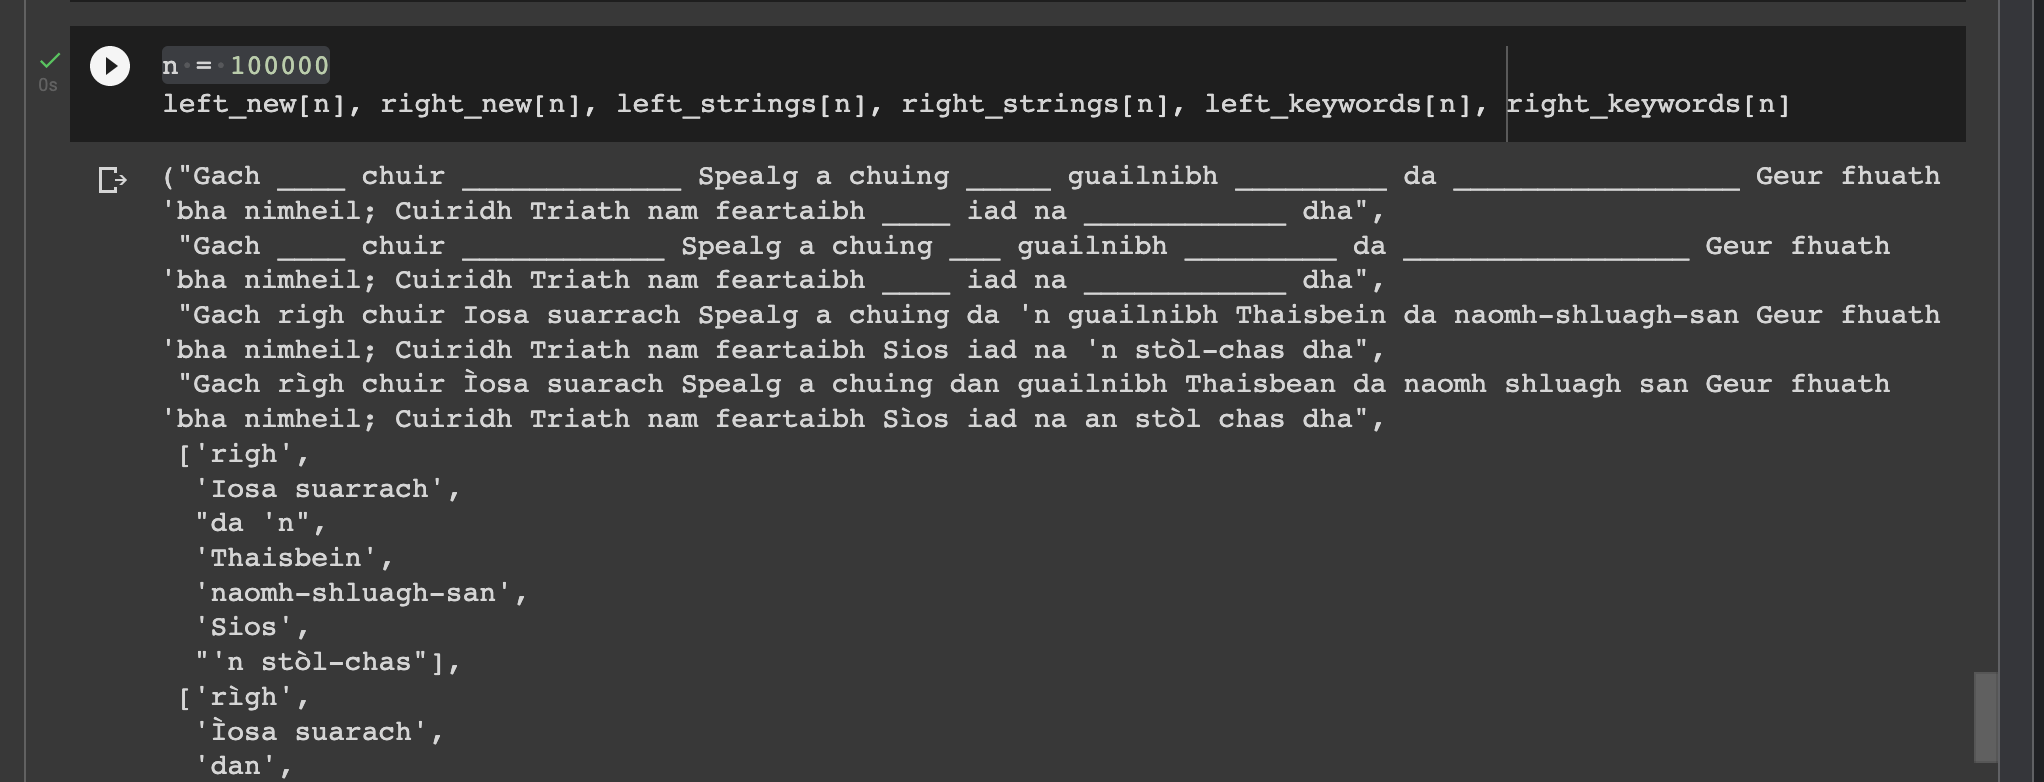 n = 100000
0s
left_new[n], right_new[n], left_strings[n], right_strings[n], left_keywords[n], right_keywords[n]
("Gach ____ chuir _____________ Spealg a chuing _____ guailnibh _________ da _________________ Geur fhuath
'bha nimheil; Cuiridh Triath nam feartaibh ____ iad na ____________ dha",
"Gach ____ chuir ____________ Spealg a chuing ___ guailnibh _________ da _________________ Geur fhuath
'bha nimheil; Cuiridh Triath nam feartaibh ____ iad na ____________ dha",
"Gach righ chuir Iosa suarrach Spealg a chuing da 'n guailnibh Thaisbein da naomh-shluagh-san Geur fhuath
'bha nimheil; Cuiridh Triath nam feartaibh Sios iad na 'n stòl-chas dha",
"Gach rìgh chuir Ìosa suarach Spealg a chuing dan guailnibh Thaisbean da naomh shluagh san Geur fhuath
'bha nimheil; Cuiridh Triath nam feartaibh Sìos iad na an stòl chas dha",
['righ',
'Iosa suarrach',
"da 'n",
'Thaisbein',
'naomh-shluagh-san',
'Sios',
"'n stòl-chas"],
['rìgh',
'Ìosa suarach',
'dan',